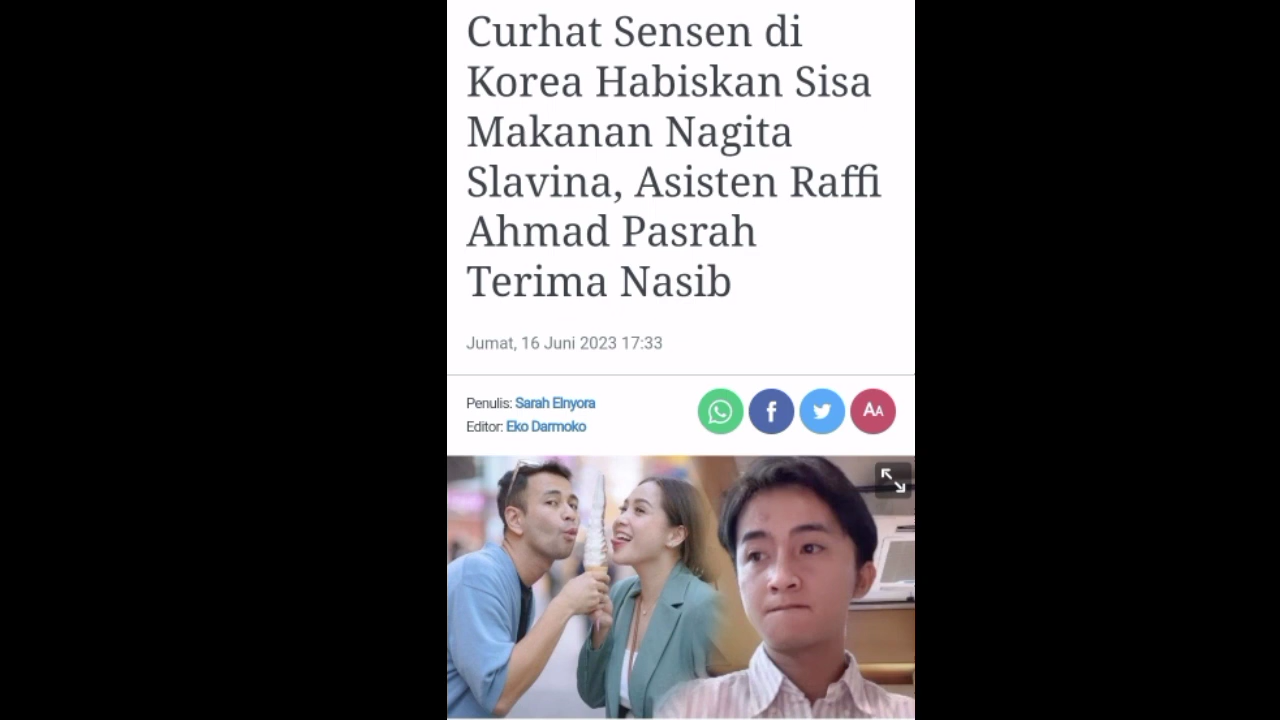 Curhat Sensen di
Korea Habiskan Sisa
Makanan Nagita
Slavina, Asisten Raffi
Ahmad Pasrah
Terima Nasib
Jumat, 16 Juni 2023 17:33
Penulis: Sarah Elnyora
Editor: Eko Darmoko
AA